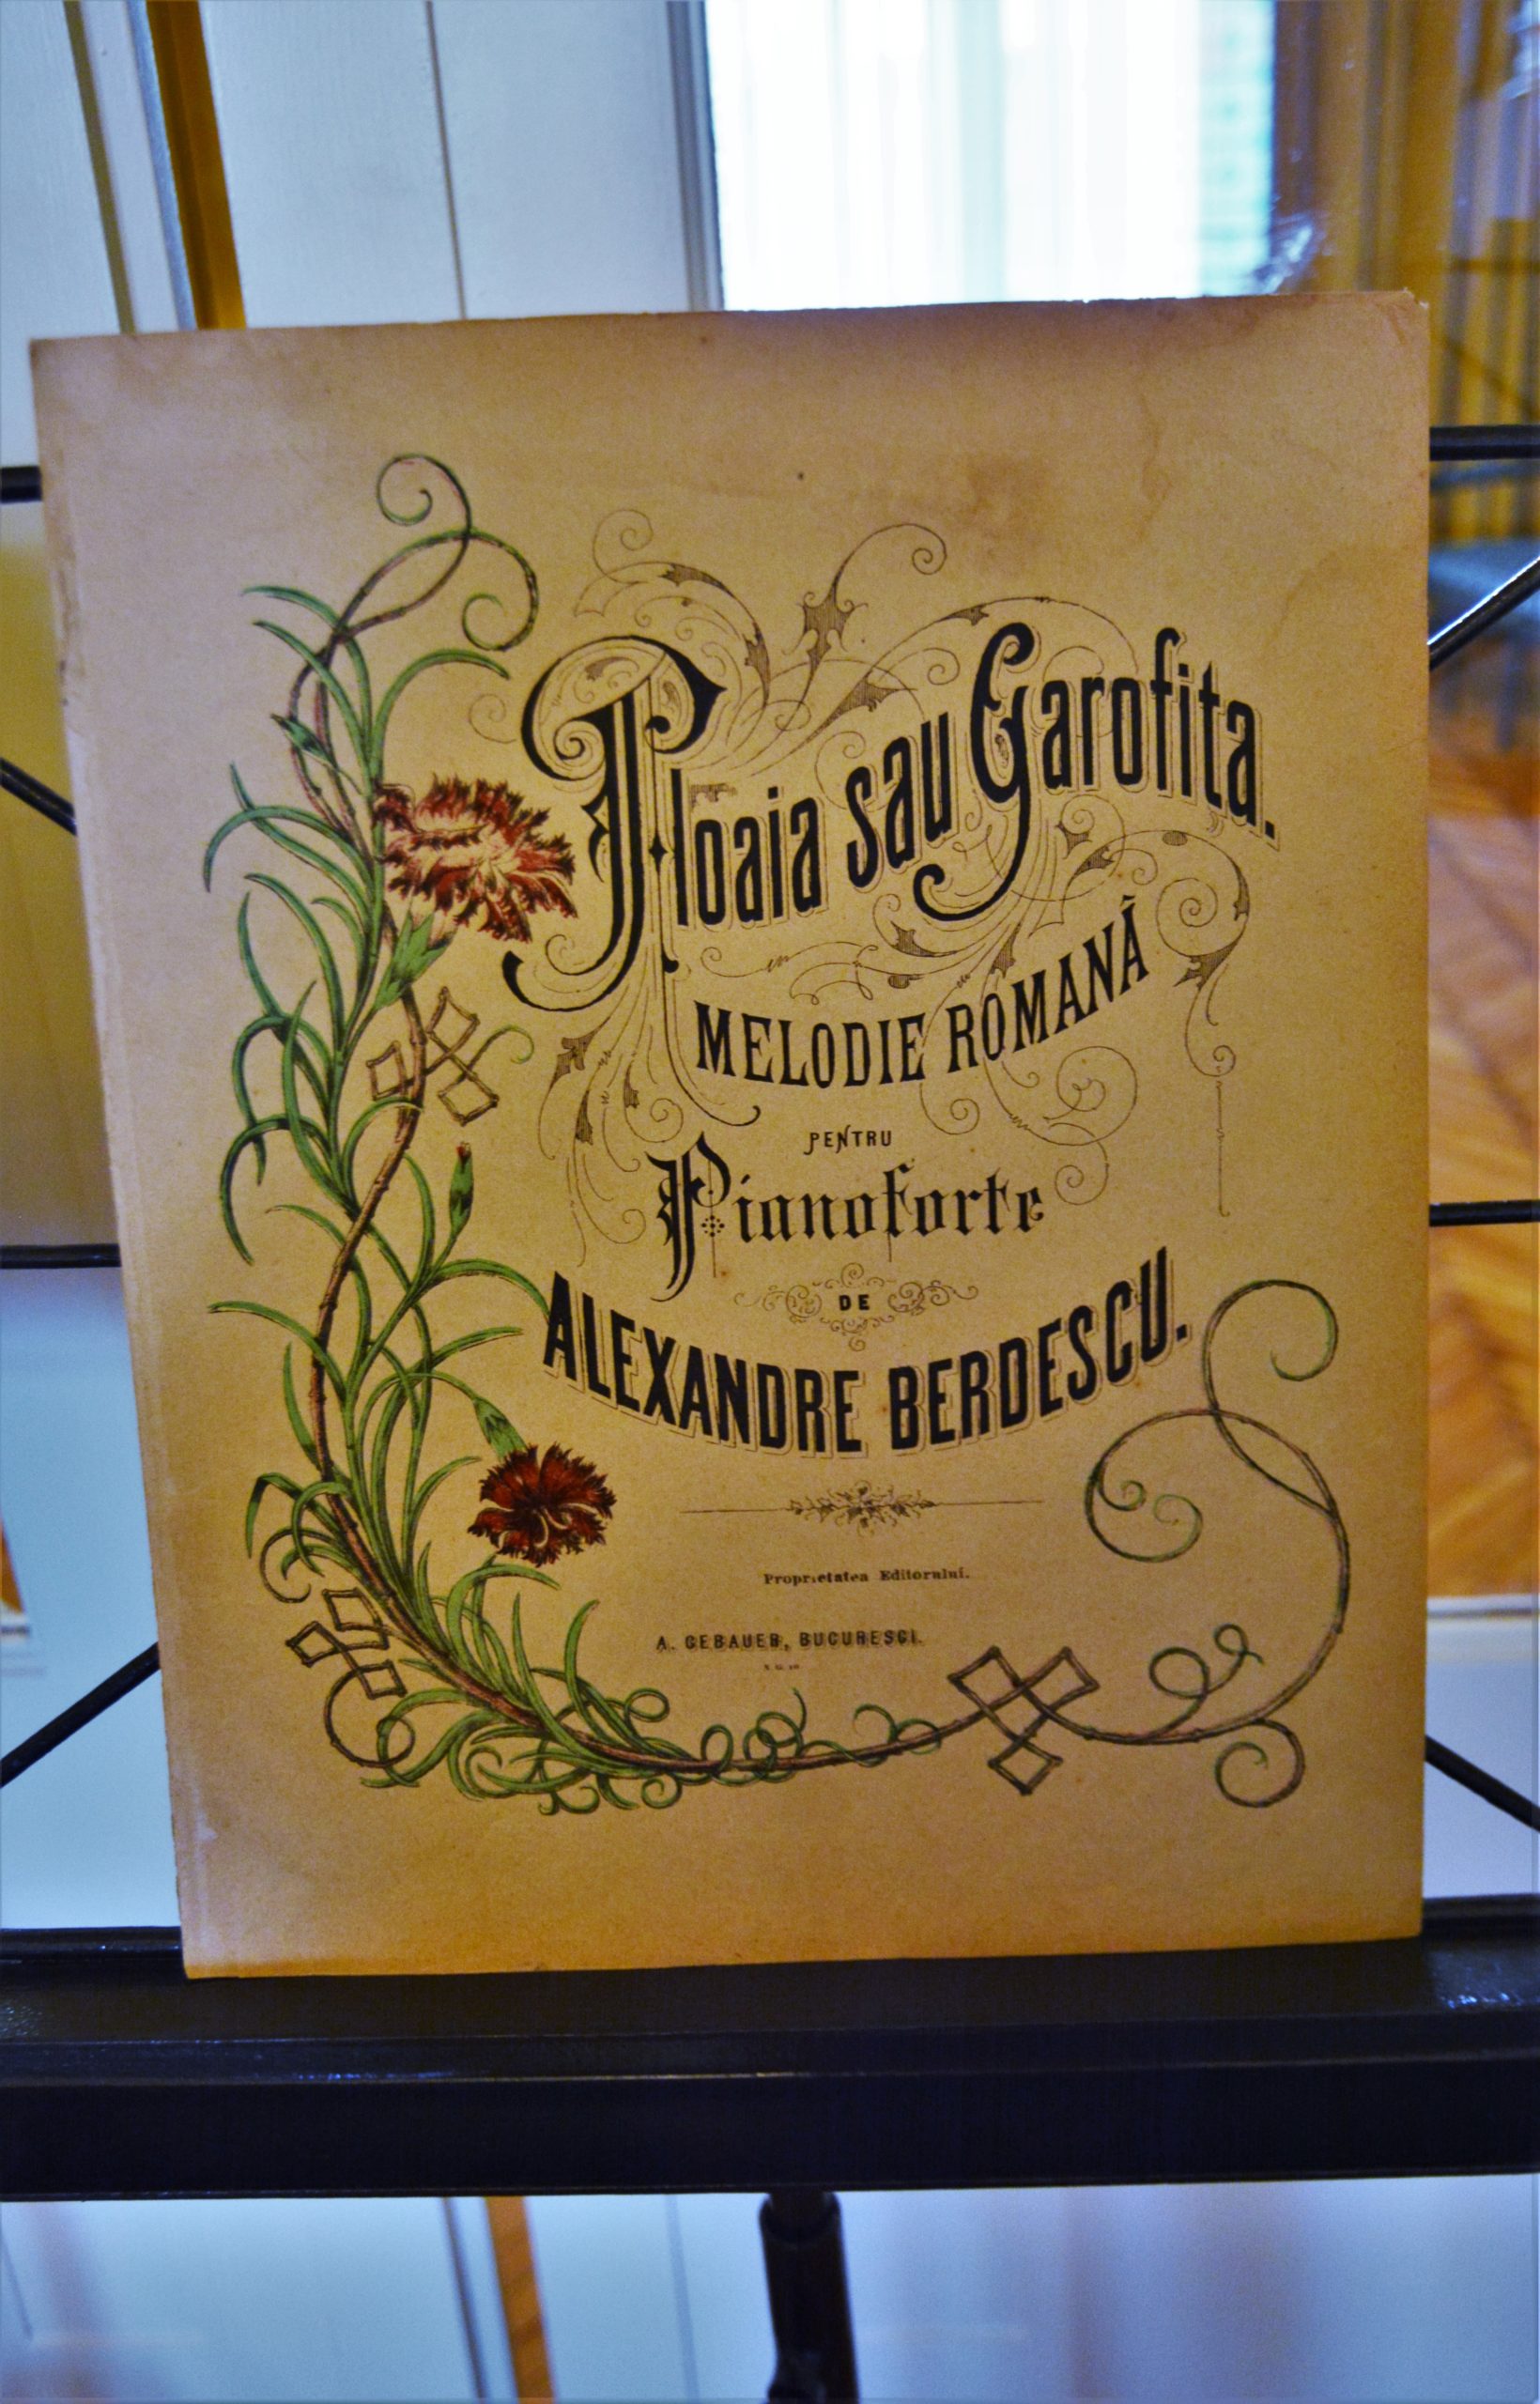 Ploaia sau Garofita.
MELODIE ROMANĂ
PENTRU
Pianoforte
DE
ALEXANDRE BERDESCU.
Proprietatea Editorului.
A. GEBAUER, BUCURESCI.